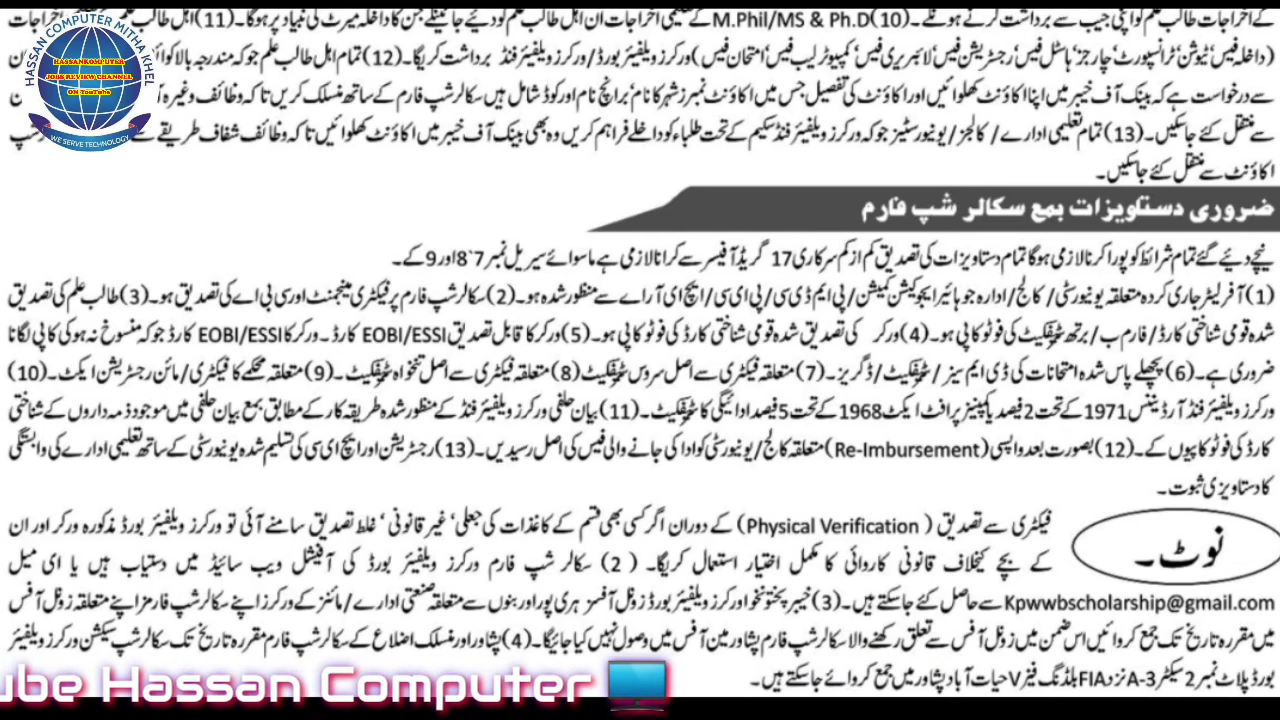 کے اخراجات طالب علم کو اپنی جیب سے برداشت کرنے ہونگے۔ (10) M.Phil/MS & Ph.D کے تعلیمی اخراجات ان اہل طالب علم کو دیئے جائینگے جن کا داخلہ میرٹ کی بنیاد پر ہوگا۔ (11) اہل طالب علم کے
(داخلہ فیس‘ ٹیوشن‘ ٹرانسپورٹ‘ چارجز‘ ہاسٹل فیس‘ رجسٹریشن فیس‘ لائبریری فیس‘ کمپیوٹر لیب فیس‘ امتحان فیس) ورکرز ویلفیئر بورڈ/ورکرز ویلفیئر فنڈ برداشت کریگا۔ (12) تمام اہل طالب علم جو کہ مندرجہ بالا
سے درخواست ہے کہ بینک آف خیبر میں اپنا اکاؤنٹ کھلوائیں اور اکاؤنٹ کی تفصیل جس میں اکاؤنٹ نمبرز شہر کا نام‘ برانچ نام اور کوڈ شامل ہیں سکالر شپ فارم کے ساتھ منسلک کریں تاکہ وظائف وغیرہ
سے منتقل کئے جاسکیں۔ (13) تمام تعلیمی ادارے/ کالجز/یونیورسٹیز جو کہ ورکرز ویلفیئر فنڈ سکیم کے تحت طلباء کو داخلے فراہم کریں وہ بھی بینک آف خیبر میں اکاؤنٹ کھلوائیں تاکہ وظائف شفاف طریقے سے
اکاؤنٹ سے منتقل کئے جاسکیں۔
HASSAN COMPUTER MITHA KHEL
HASSAN KOMPUTER
JOBS REVIEW CHANNEL
ON YouTube
WE SERVE TECHNOLOGY
ضروری دستاویزات بمع سکالر شپ فارم
نیچے دیئے گئے تمام شرائط کو پورا کرنا لازمی ہوگا تمام دستاویزات کی تصدیق کم از کم سرکاری 17 گریڈ آفیسر سے کرانا لازمی ہے ماسوائے سیریل نمبر 7‘ 8 اور 9 کے۔
(1) آفر لیٹر جاری کردہ متعلقہ یونیورسٹی/ کالج/ ادارہ جو ہائیر ایجوکیشن کمیشن/ پی ایم ڈی سی/ پی ای سی/ ایچ ای آر اے سے منظور شدہ ہو۔ (2) سکالر شپ فارم پر فیکٹری مینجمنٹ اور سی بی اے کی تصدیق ہو۔ (3) طالب علم کی تصدیق
شدہ قومی شناختی کارڈ/ فارم ب/ برتھ سرٹیفکیٹ کی فوٹو کاپی ہو۔ (4) ورکر کی تصدیق شدہ قومی شناختی کارڈ کی فوٹو کاپی ہو۔ (5) ورکر کا قابل تصدیق EOBI/ESSI کارڈ۔ ورکر کا EOBI/ESSI کارڈ جو کہ منسوخ نہ ہو کی کاپی لگانا
ضروری ہے۔ (6) پچھلے پاس شدہ امتحانات کی ڈی ایم سیز/ سرٹیفکیٹ/ ڈگریز۔ (7) متعلقہ فیکٹری سے اصل سروس سرٹیفکیٹ (8) متعلقہ فیکٹری سے اصل تنخواہ سرٹیفکیٹ۔ (9) متعلقہ محکمے کا فیکٹری/ مائن رجسٹریشن ایکٹ۔ (10)
ورکرز ویلفیئر فنڈ آرڈیننس 1971 کے تحت 2 فیصد یا کمپنیز پرافٹ ایکٹ 1968 کے تحت 5 فیصد ادائیگی کا سرٹیفکیٹ۔ (11) بیان حلفی ورکرز ویلفیئر فنڈ کے منظور شدہ طریقہ کار کے مطابق بمع بیان حلفی میں موجود ذمہ داروں کے شناختی
کارڈ کی فوٹو کاپیوں کے۔ (12) بصورت بعد واپسی (Re-Imbursement) متعلقہ کالج/ یونیورسٹی کو ادا کی جانے والی فیس کی اصل رسیدیں۔ (13) رجسٹریشن اور ایچ ای سی کی تسلیم شدہ یونیورسٹی کے ساتھ تعلیمی ادارے کی وابستگی
کا دستاویزی ثبوت۔
نوٹ۔
فیکٹری سے تصدیق (Physical Verification) کے دوران اگر کسی بھی قسم کے کاغذات کی جعلی‘ غیر قانونی‘ غلط تصدیق سامنے آئی تو ورکرز ویلفیئر بورڈ مذکورہ ورکر اور ان
کے بچے کیخلاف قانونی کاروائی کا مکمل اختیار استعمال کریگا۔ (2) سکالر شپ فارم ورکرز ویلفیئر بورڈ کی آفیشل ویب سائیڈ میں دستیاب ہیں یا ای میل
Kpwwbscholarship@gmail.com سے حاصل کئے جاسکتے ہیں۔ (3) خیبر پختونخوا ورکرز ویلفیئر بورڈ زونل آفسز ہری پور اور بنوں سے متعلقہ صنعتی ادارے/ مائنز کے ورکرز اپنے سکالر شپ فارمز اپنے متعلقہ زونل آفس
میں مقررہ تاریخ تک جمع کروائیں اس ضمن میں زونل آفس سے تعلق رکھنے والا سکالر شپ فارم پشاور مین آفس میں وصول نہیں کیا جائیگا۔ (4) پشاور اور منسلک اضلاع کے سکالر شپ فارم مقررہ تاریخ تک سکالر شپ سیکشن ورکرز ویلفیئر
بورڈ پلاٹ نمبر 2 سیکٹر A-3 نزد FIA بلڈنگ فیز V حیات آباد پشاور میں جمع کروائے جاسکتے ہیں۔
ube Hassan Computer